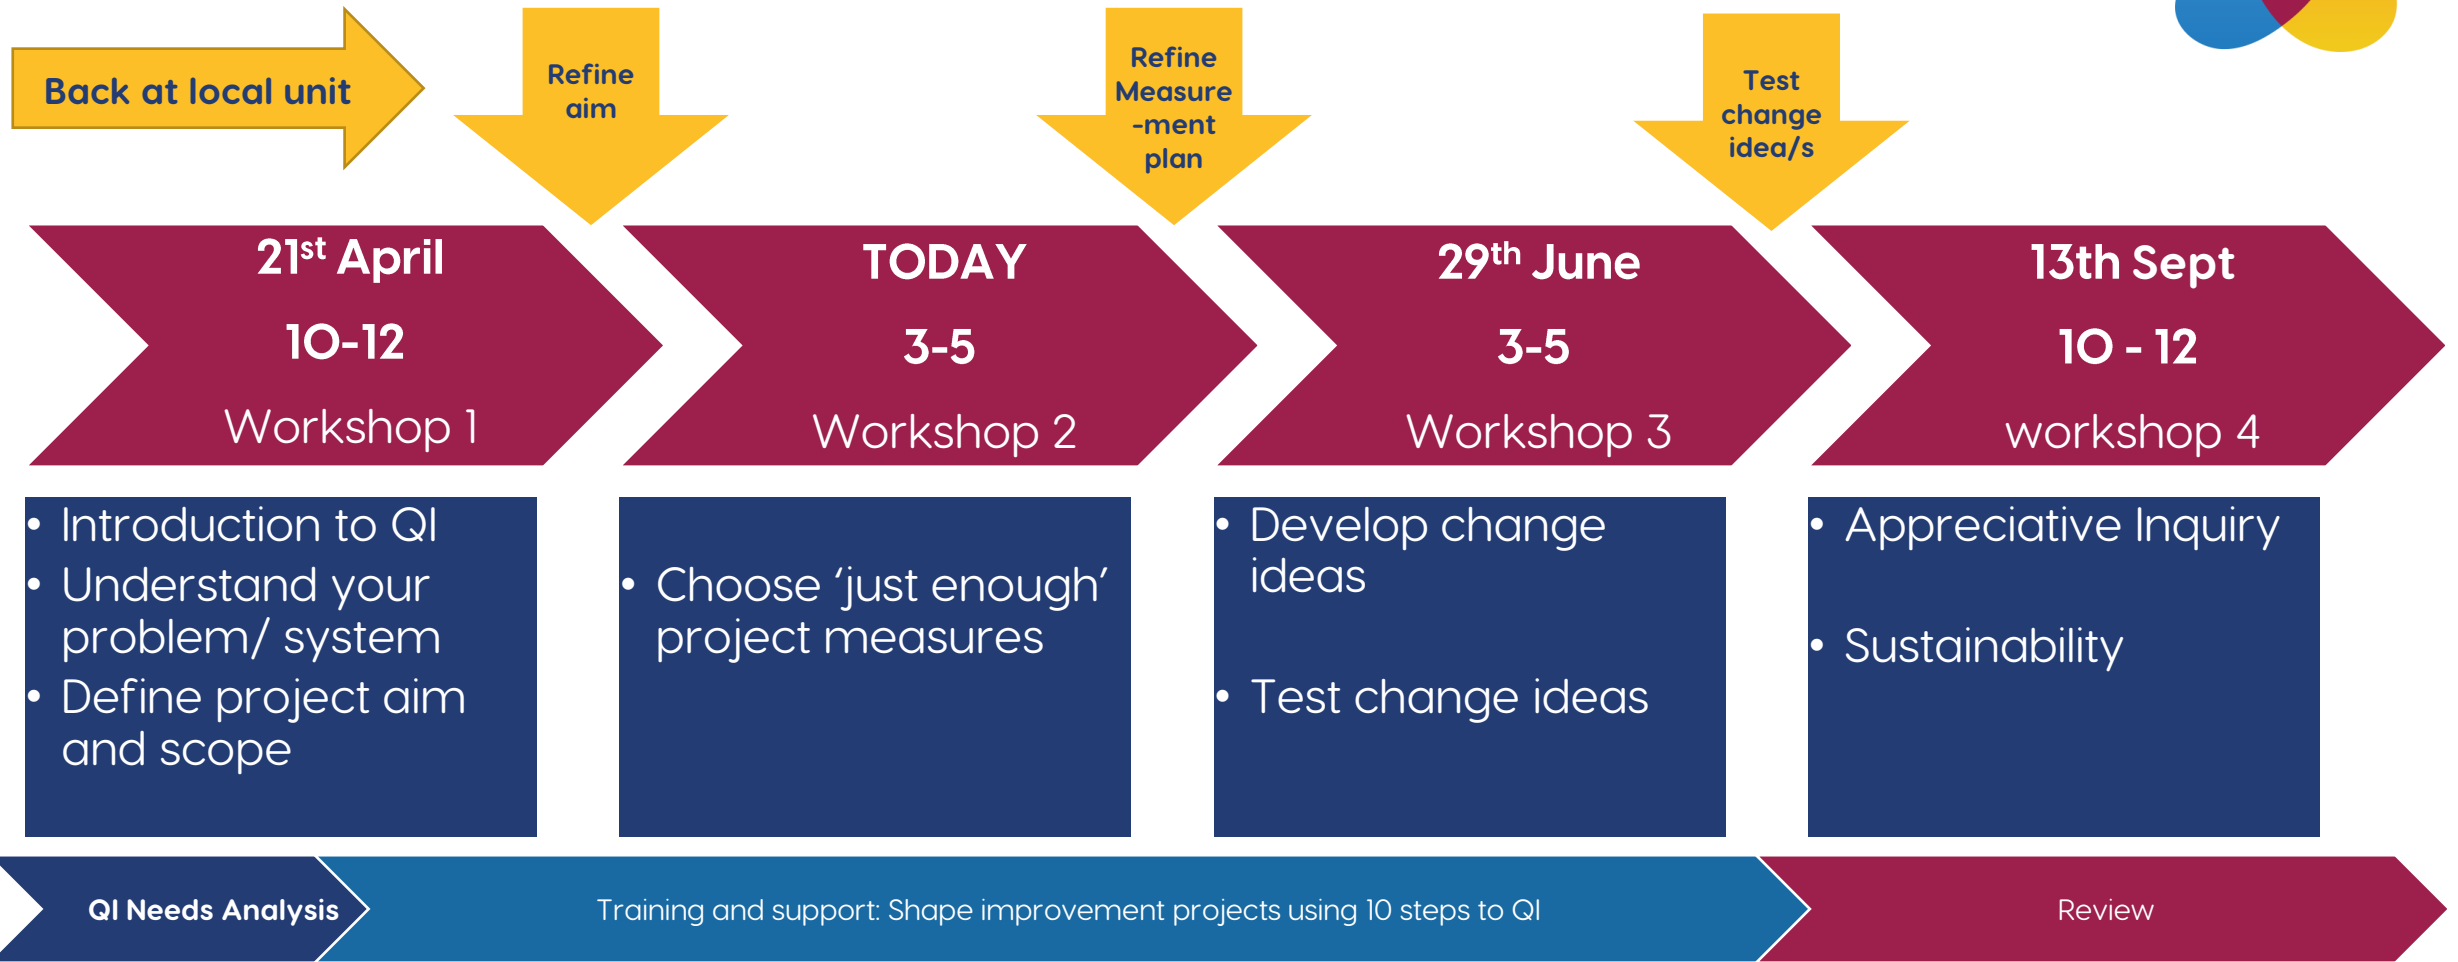 Back at local unit
Refine
aim
Refine
Measure
-ment
plan
Test
change
idea/s
21st April
10-12
Workshop 1
TODAY
3-5
Workshop 2
29th June
3-5
Workshop 3
13th Sept
10 - 12
workshop 4
• Introduction to QI
• Understand your
problem/ system
• Define project aim
and scope
• Choose ‘just enough’
project measures
• Develop change
ideas
• Test change ideas
• Appreciative Inquiry
• Sustainability
QI Needs Analysis
Training and support: Shape improvement projects using 10 steps to QI
Review